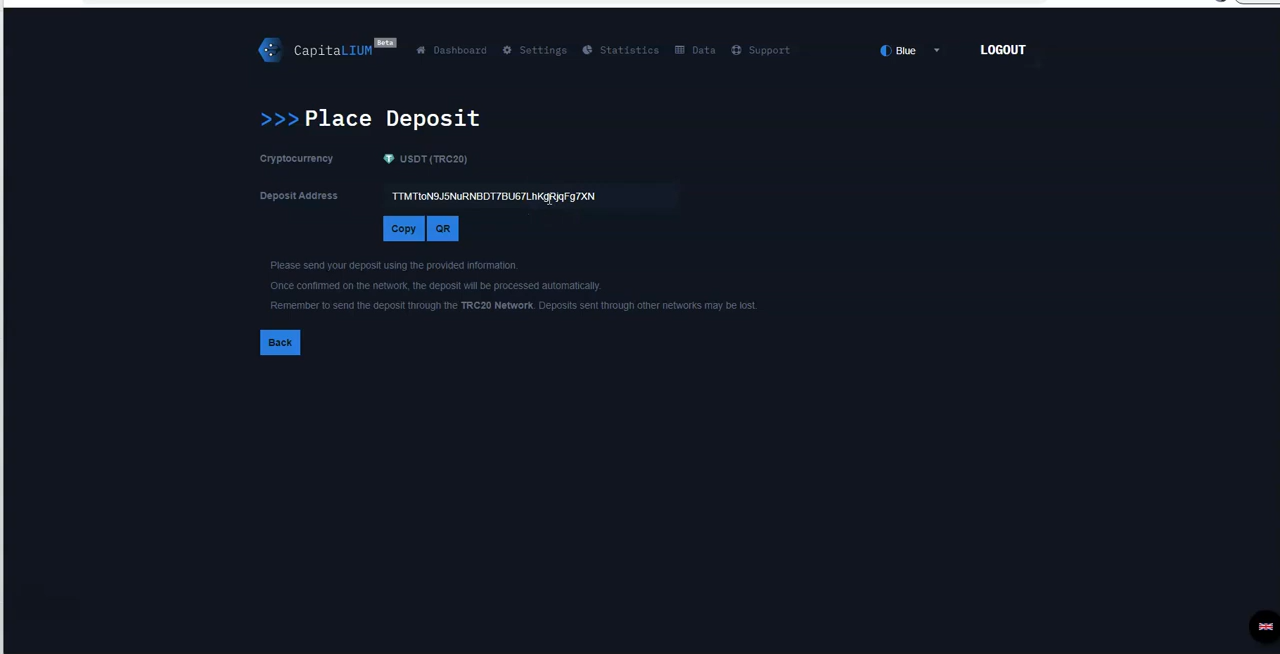 CapitaLIUM Beta Dashboard Settings Statistics Data Support Blue LOGOUT
>>> Place Deposit
Cryptocurrency USDT (TRC20)
Deposit Address TTMTtoN9J5NuRNBDT7BU67LhKgRjqFg7XN
Copy QR
Please send your deposit using the provided information.
Once confirmed on the network, the deposit will be processed automatically.
Remember to send the deposit through the TRC20 Network. Deposits sent through other networks may be lost.
Back